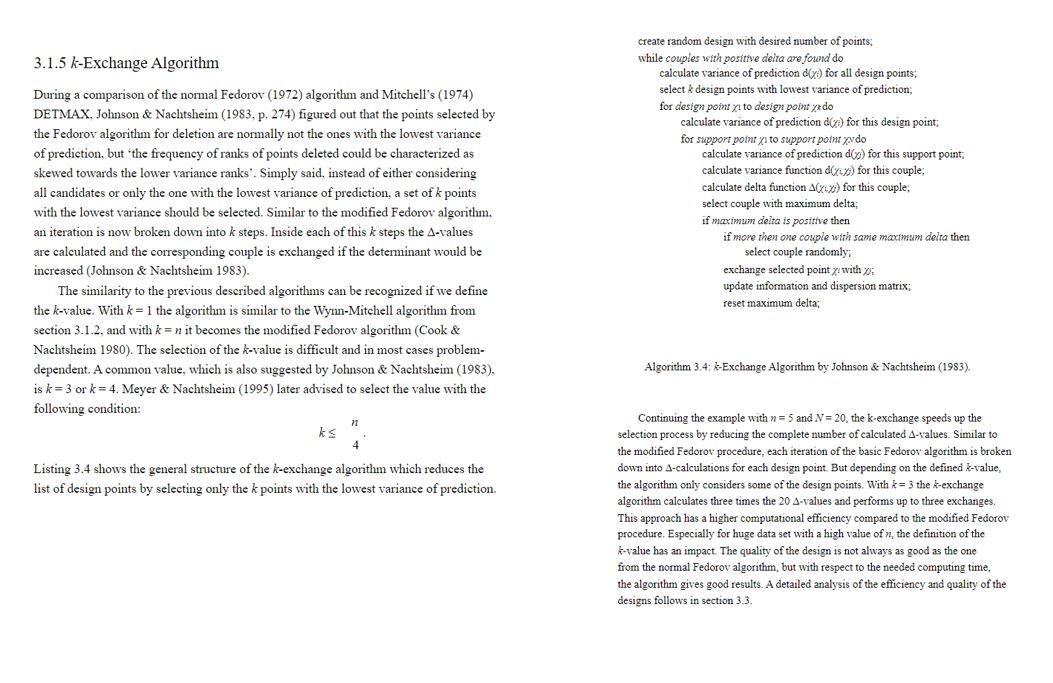 3.1.5 k-Exchange Algorithm
During a comparison of the normal Fedorov (1972) algorithm and Mitchell's (1974)
DETMAX, Johnson & Nachtsheim (1983, p. 274) figured out that the points selected by
the Fedorov algorithm for deletion are normally not the ones with the lowest variance
of prediction, but ‘the frequency of ranks of points deleted could be characterized as
skewed towards the lower variance ranks’. Simply said, instead of either considering
all candidates or only the one with the lowest variance of prediction, a set of k points
with the lowest variance should be selected. Similar to the modified Fedorov algorithm,
an iteration is now broken down into k steps. Inside each of this k steps the Δ-values
are calculated and the corresponding couple is exchanged if the determinant would be
increased (Johnson & Nachtsheim 1983).
The similarity to the previous described algorithms can be recognized if we define
the k-value. With k = 1 the algorithm is similar to the Wynn-Mitchell algorithm from
section 3.1.2, and with k = n it becomes the modified Fedorov algorithm (Cook &
Nachtsheim 1980). The selection of the k-value is difficult and in most cases problem-
dependent. A common value, which is also suggested by Johnson & Nachtsheim (1983),
is k = 3 or k = 4. Meyer & Nachtsheim (1995) later advised to select the value with the
following condition:
n
k ≤ .
4
Listing 3.4 shows the general structure of the k-exchange algorithm which reduces the
list of design points by selecting only the k points with the lowest variance of prediction.
create random design with desired number of points;
while couples with positive delta are found do
calculate variance of prediction d(χi) for all design points;
select k design points with lowest variance of prediction;
for design point χ1 to design point χk do
calculate variance of prediction d(χi) for this design point;
for support point χ1 to support point χN do
calculate variance of prediction d(χj) for this support point;
calculate variance function d(χi,χj) for this couple;
calculate delta function Δ(χi,χj) for this couple;
select couple with maximum delta;
if maximum delta is positive then
if more then one couple with same maximum delta then
select couple randomly;
exchange selected point χi with χj;
update information and dispersion matrix;
reset maximum delta;
Algorithm 3.4: k-Exchange Algorithm by Johnson & Nachtsheim (1983).
Continuing the example with n = 5 and N = 20, the k-exchange speeds up the
selection process by reducing the complete number of calculated Δ-values. Similar to
the modified Fedorov procedure, each iteration of the basic Fedorov algorithm is broken
down into Δ-calculations for each design point. But depending on the defined k-value,
the algorithm only considers some of the design points. With k = 3 the k-exchange
algorithm calculates three times the 20 Δ-values and performs up to three exchanges.
This approach has a higher computational efficiency compared to the modified Fedorov
procedure. Especially for huge data set with a high value of n, the definition of the
k-value has an impact. The quality of the design is not always as good as the one
from the normal Fedorov algorithm, but with respect to the needed computing time,
the algorithm gives good results. A detailed analysis of the efficiency and quality of the
designs follows in section 3.3.